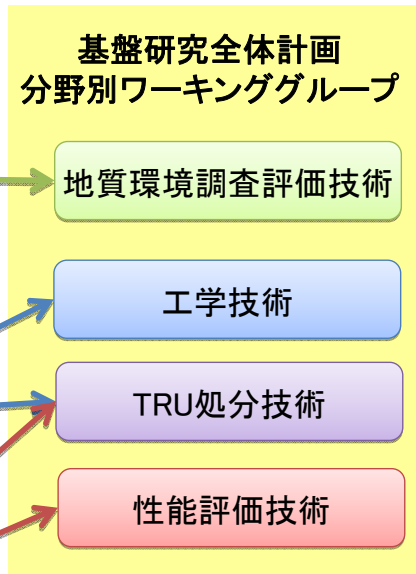 基盤研究全体計画
分野別ワーキンググループ
地質環境調査評価技術
工学技術
TRU処分技術
性能評価技術